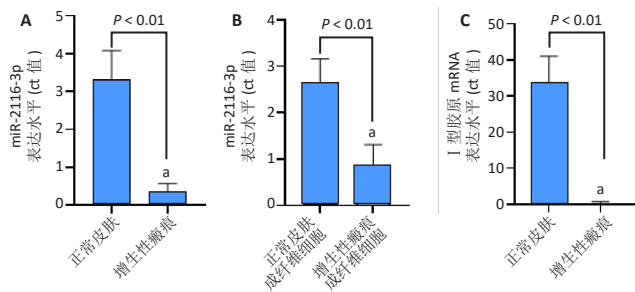 A
P < 0.01
miR-2116-3p
表达水平 (ct 值)
5
4
3
2
1
0
a
正常皮肤
增生性瘢痕
B
P < 0.01
miR-2116-3p
表达水平 (ct 值)
4
3
2
1
0
a
正常皮肤
成纤维细胞
增生性瘢痕
成纤维细胞
C
P < 0.01
Ⅰ型胶原 mRNA
表达水平 (ct 值)
50
40
30
20
10
0
a
正常皮肤
增生性瘢痕